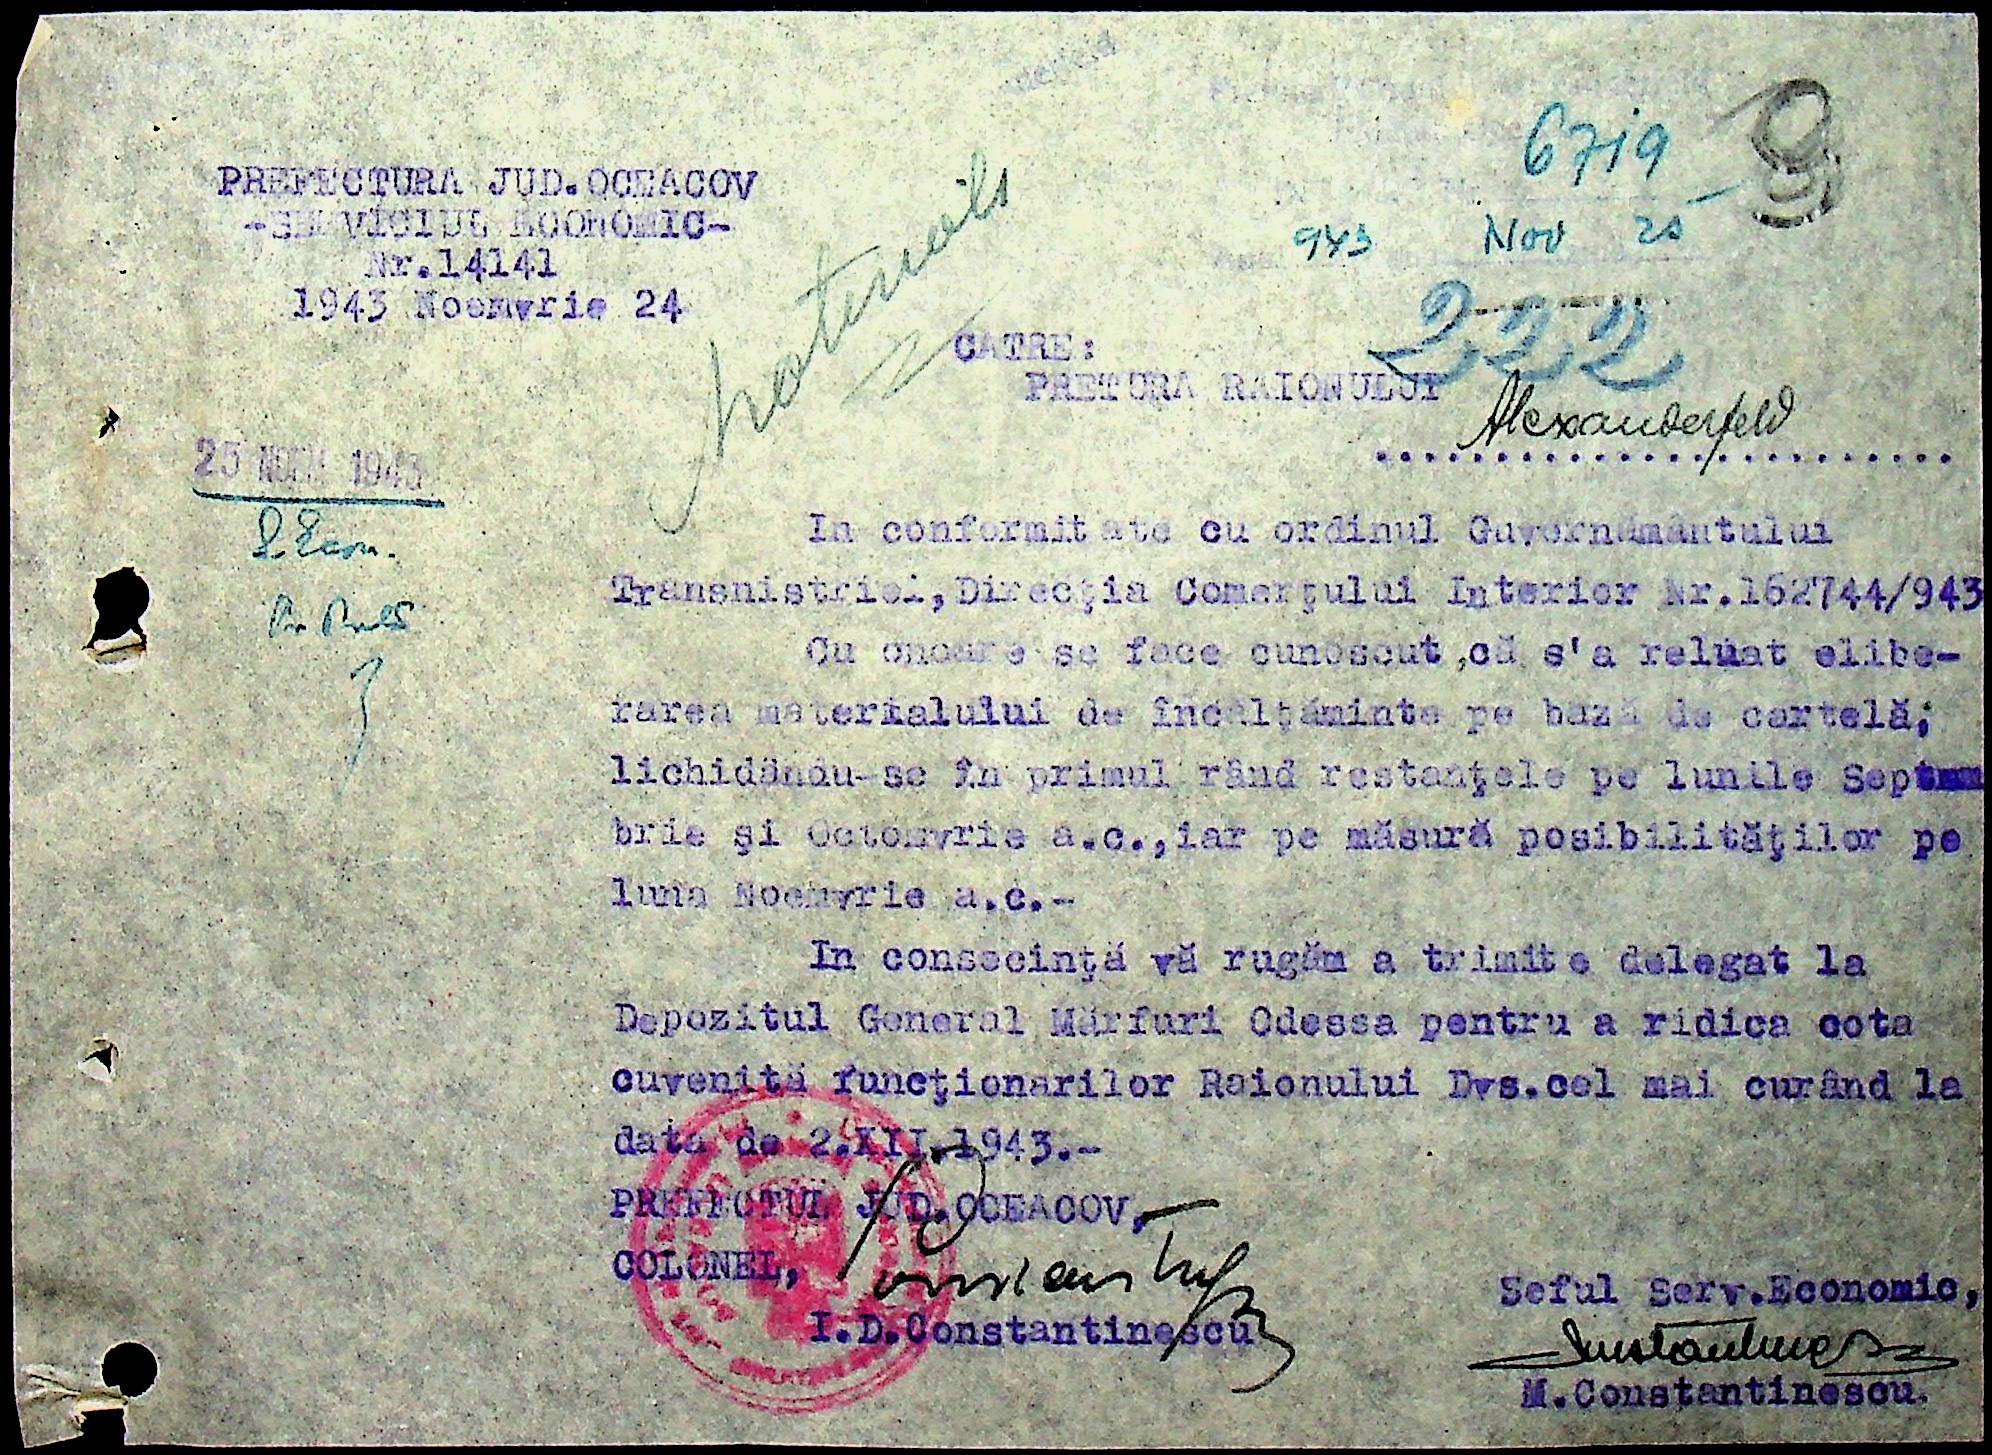 6719
943 Nov 25
222
PREFECTURA JUD.OCEACOV
-SERVICIUL ECONOMIC-
Nr.14141
1943 Noemvrie 24
CATRE:
PRETURA RAIONULUI
Alexanderfeld
25 NOEM 1943
In conformitate cu ordinul Guvernământului
Transnistriei,Direcţia Comerţului Interior Nr.162744/943
Cu onoare se face cunoscut,că s'a reluat elibe-
rarea materialului de încălţăminte pe bază de cartelă;
lichidându-se în primul rând restanţele pe lunile Septem
brie şi Octomvrie a.c.,iar pe măsură posibilităţilor pe
luna Noemvrie a.c.-
In consecinţă vă rugăm a trimite delegat la
Depozitul General Mărfuri Odessa pentru a ridica cota
cuvenită funcţionarilor Raionului Dvs.cel mai curând la
data de 2.XII.1943.-
PREFECTUL JUD.OCEACOV,
COLONEL,
I.D.Constantinescu
Seful Serv.Economic,
M.Constantinescu.